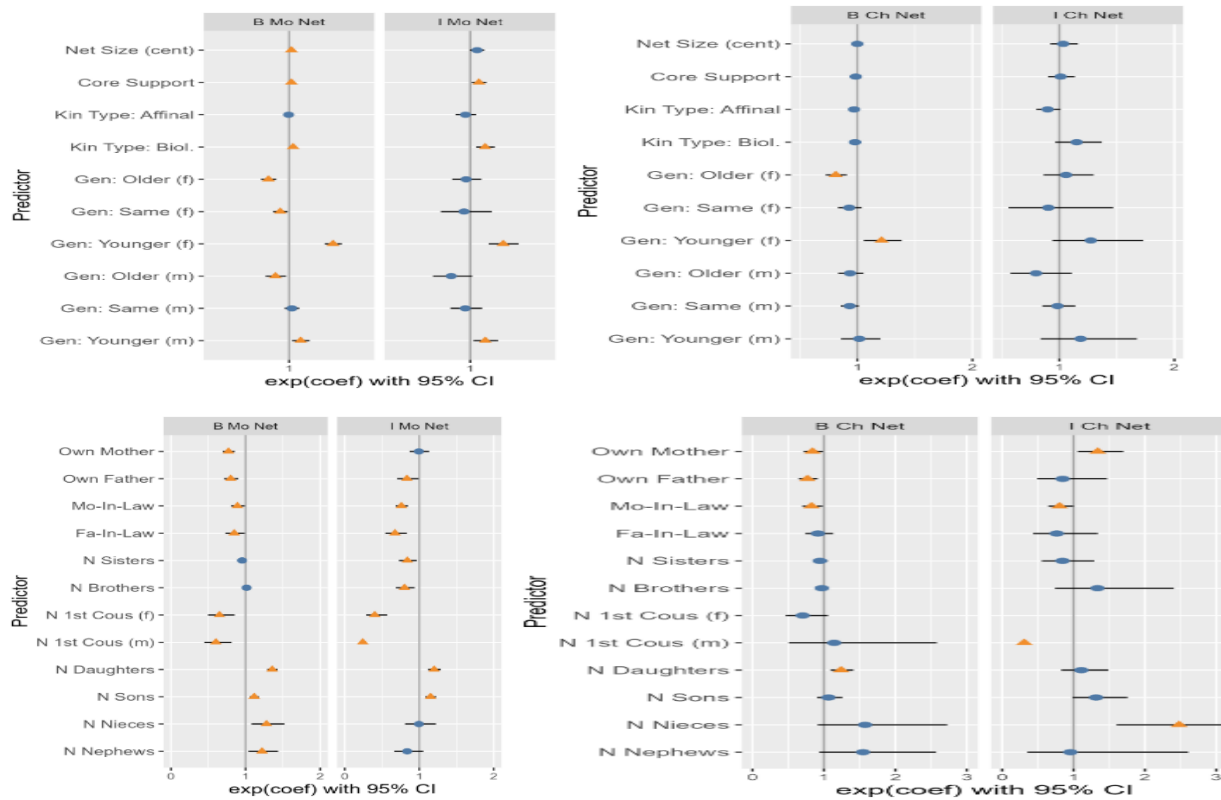 B Mo Net I Mo Net
Predictor
Net Size (cent)
Core Support
Kin Type: Affinal
Kin Type: Biol.
Gen: Older (f)
Gen: Same (f)
Gen: Younger (f)
Gen: Older (m)
Gen: Same (m)
Gen: Younger (m)
1 1
exp(coef) with 95% CI
B Ch Net I Ch Net
Predictor
Net Size (cent)
Core Support
Kin Type: Affinal
Kin Type: Biol.
Gen: Older (f)
Gen: Same (f)
Gen: Younger (f)
Gen: Older (m)
Gen: Same (m)
Gen: Younger (m)
1 2 1 2
exp(coef) with 95% CI
B Mo Net I Mo Net
Predictor
Own Mother
Own Father
Mo-In-Law
Fa-In-Law
N Sisters
N Brothers
N 1st Cous (f)
N 1st Cous (m)
N Daughters
N Sons
N Nieces
N Nephews
0 1 2 0 1 2
exp(coef) with 95% CI
B Ch Net I Ch Net
Predictor
Own Mother
Own Father
Mo-In-Law
Fa-In-Law
N Sisters
N Brothers
N 1st Cous (f)
N 1st Cous (m)
N Daughters
N Sons
N Nieces
N Nephews
0 1 2 3 0 1 2 3
exp(coef) with 95% CI